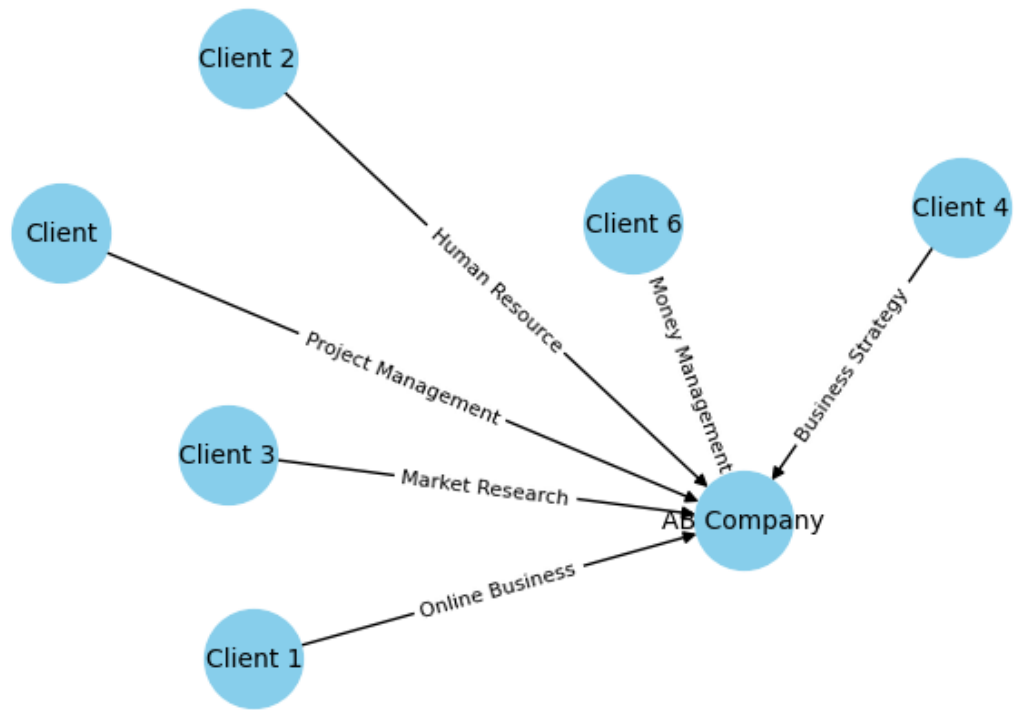 Client 2
Client 4
Client 6
Client
Human Resource
Money Management
Business Strategy
Project Management
Client 3
Market Research
AB Company
Online Business
Client 1